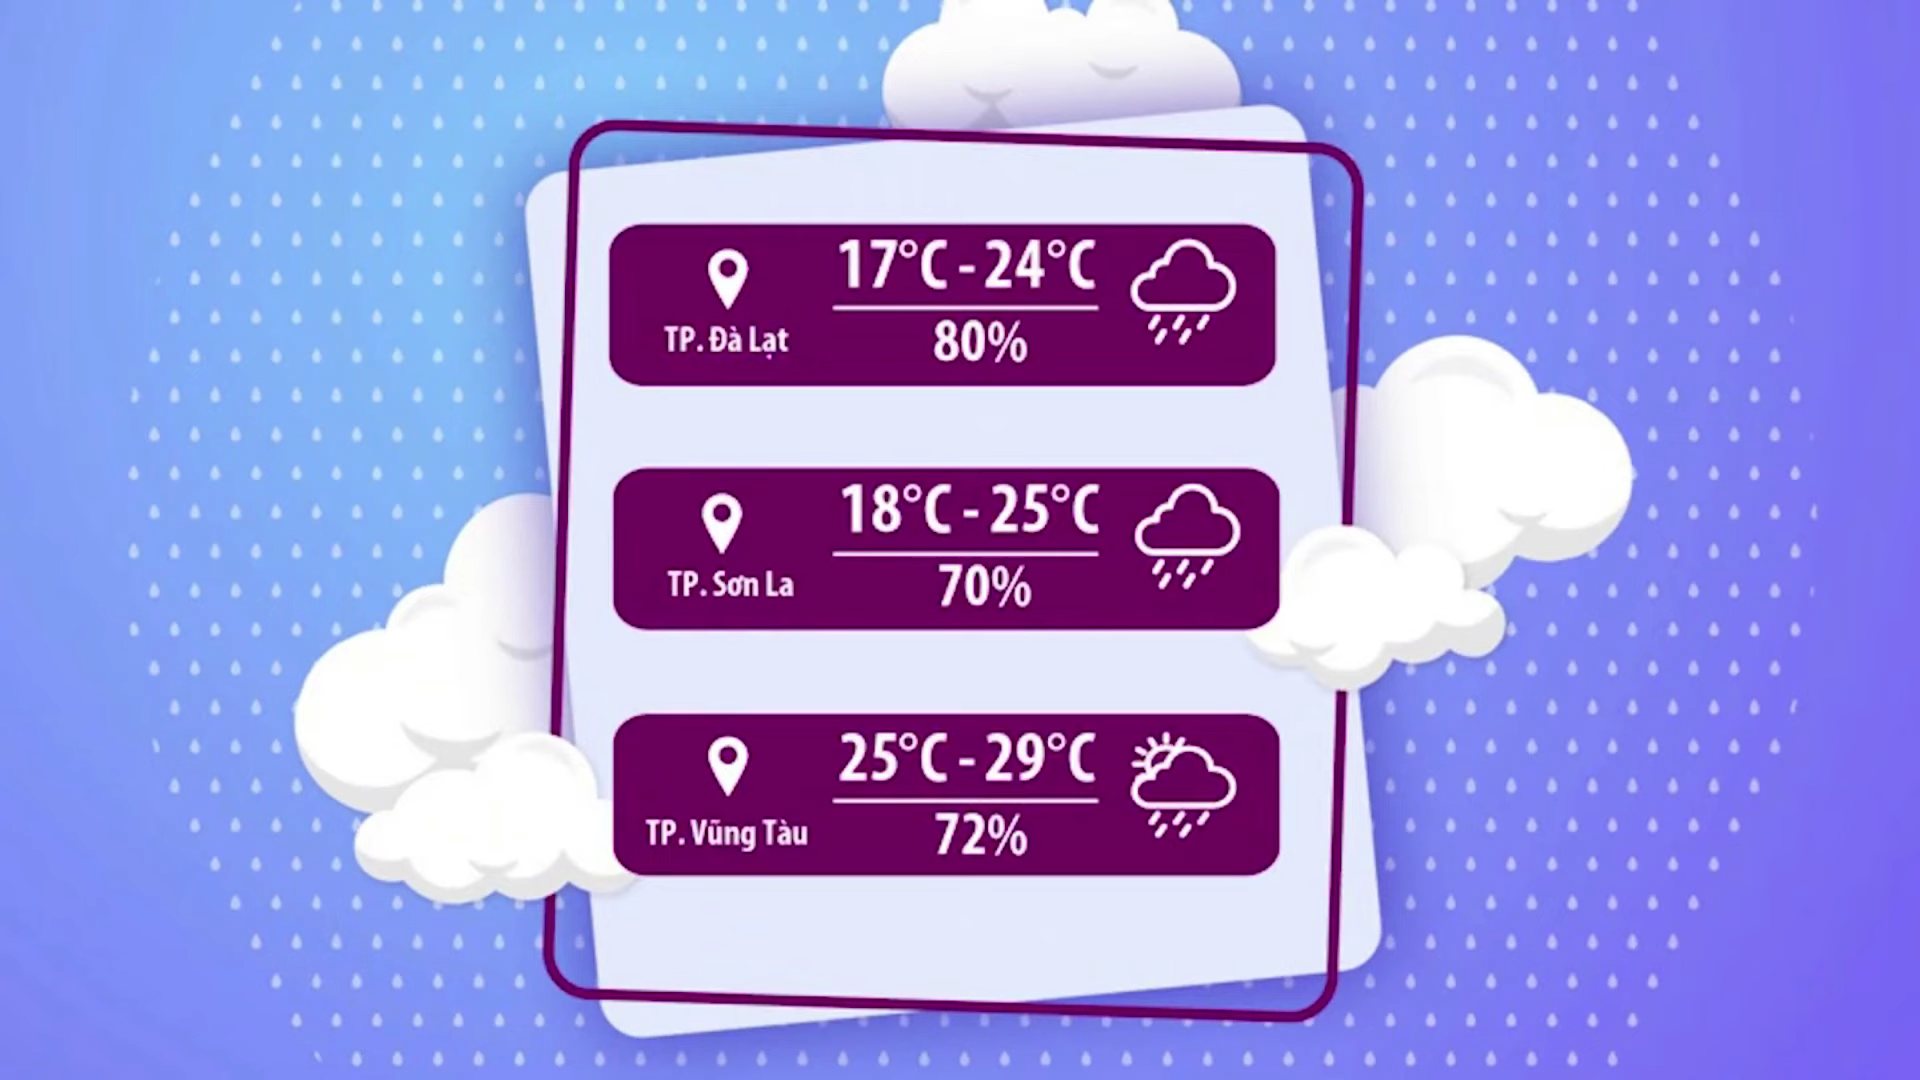 17°C - 24°C
TP. Đà Lạt
80%
18°C - 25°C
TP. Sơn La
70%
25°C - 29°C
TP. Vũng Tàu
72%